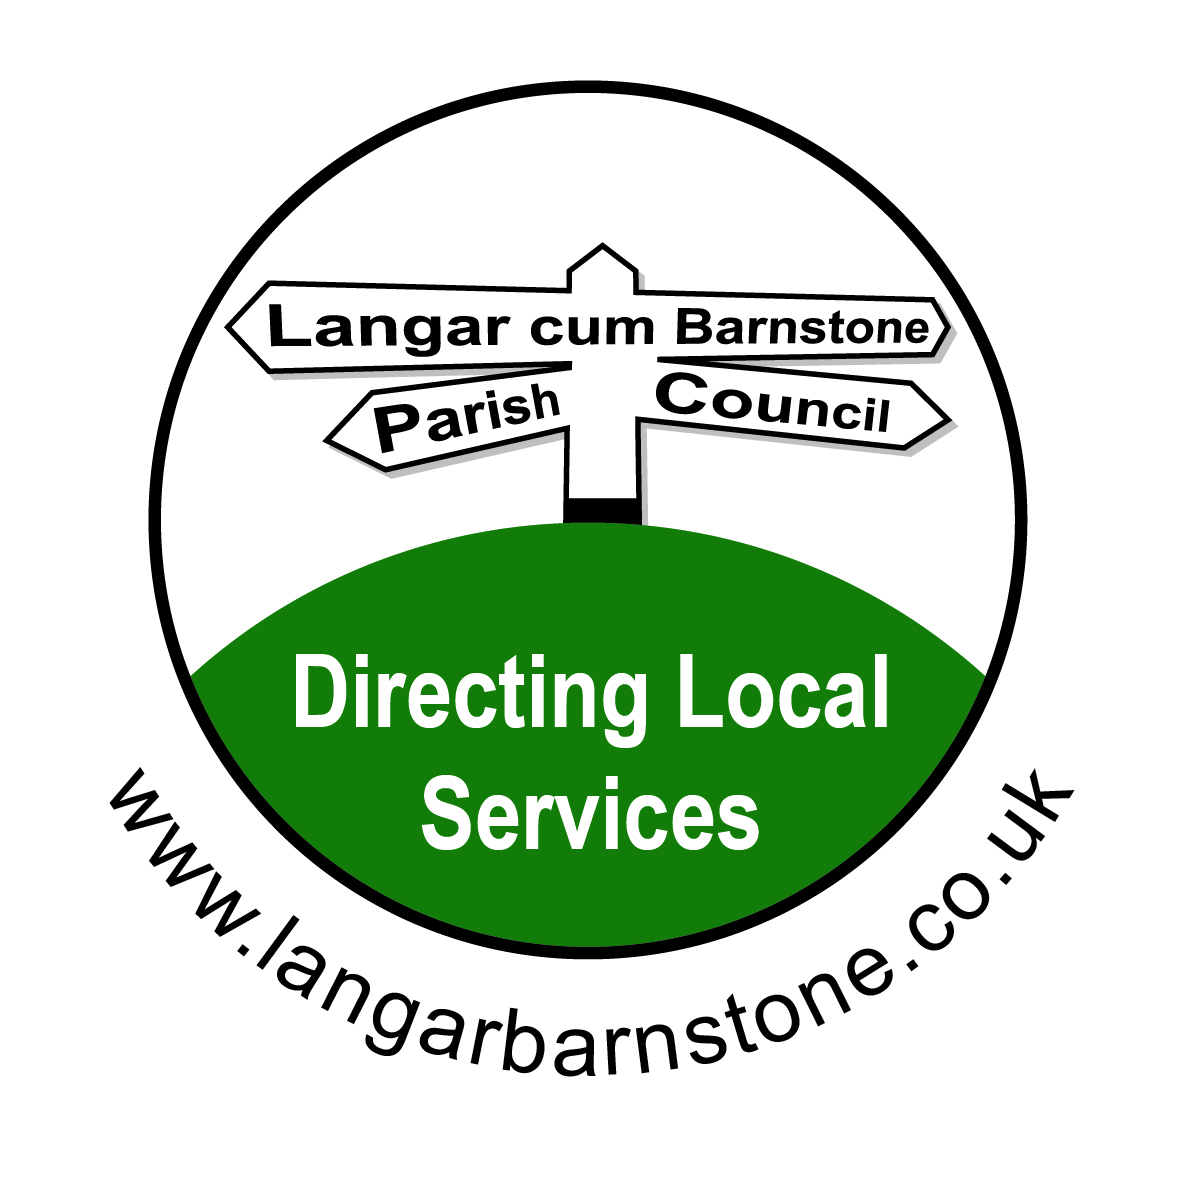 Langar cum Barnstone
Parish Council
Directing Local
Services
www.langarbarnstone.co.uk